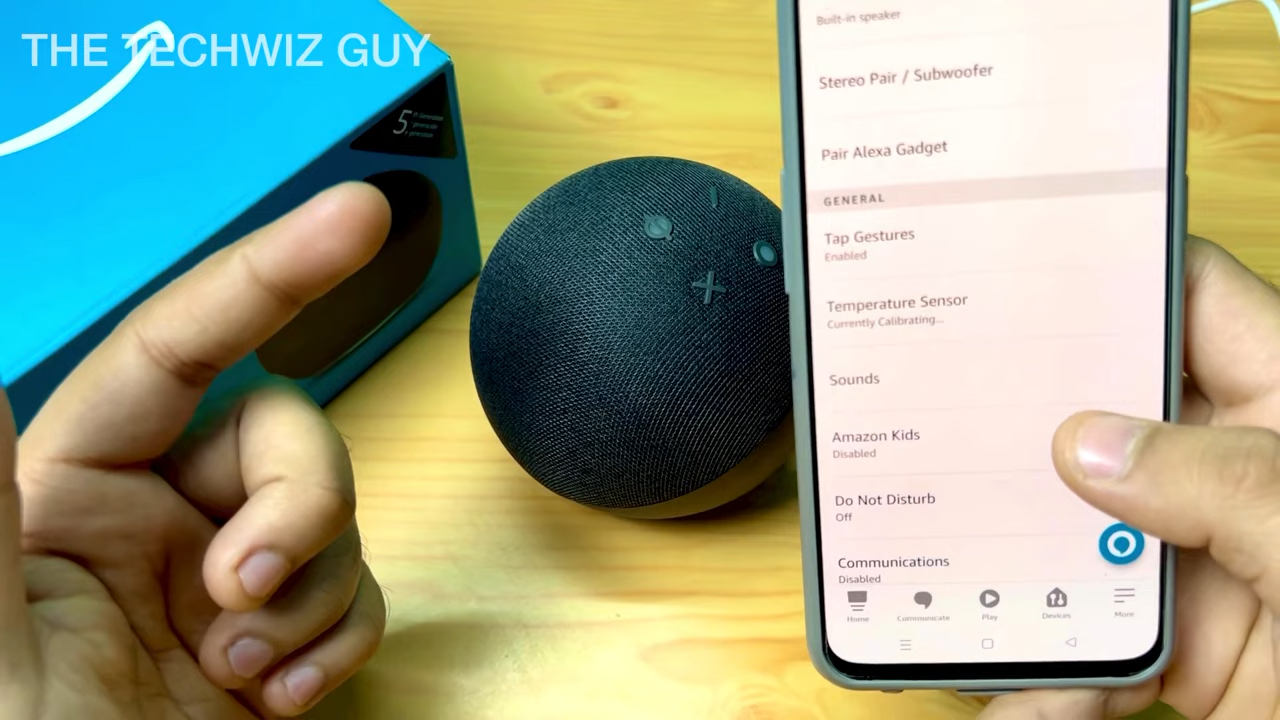 THE TECHWIZ GUY
5
Built-in speaker
Stereo Pair / Subwoofer
Pair Alexa Gadget
GENERAL
Tap Gestures
Enabled
Temperature Sensor
Currently Calibrating...
Sounds
Amazon Kids
Disabled
Do Not Disturb
Off
Communications
Disabled
Home Communicate Play Devices More